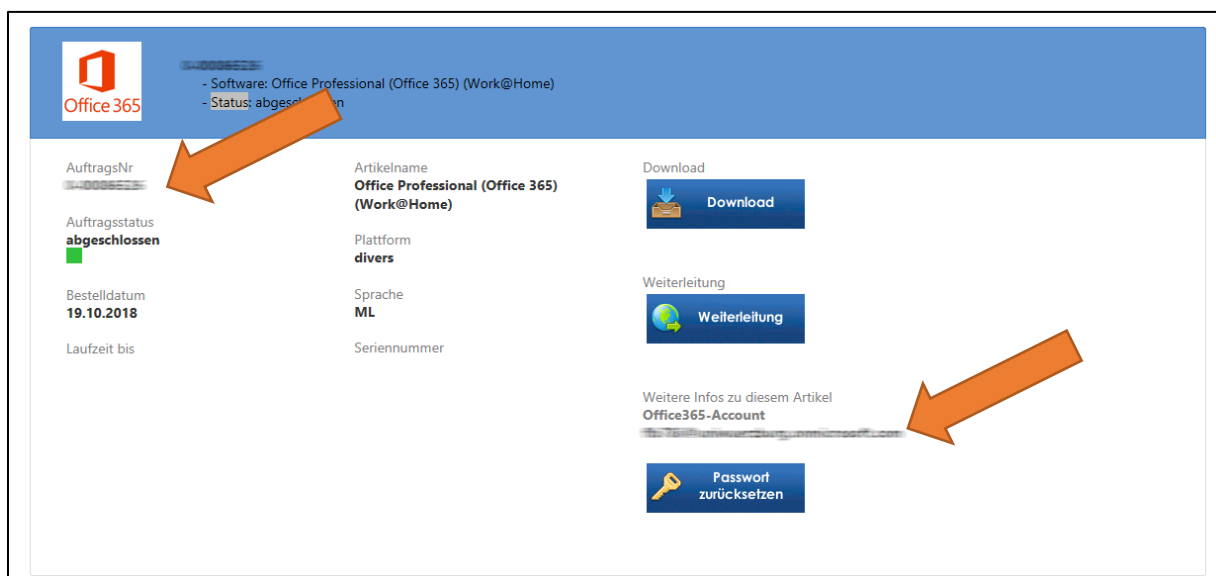 Office 365
- Software: Office Professional (Office 365) (Work@Home)
- Status:
AuftragsNr
Auftragsstatus
abgeschlossen
Bestelldatum
19.10.2018
Laufzeit bis
Artikelname
Office Professional (Office 365)
(Work@Home)
Plattform
divers
Sprache
ML
Seriennummer
Download
Download
Weiterleitung
Weiterleitung
Weitere Infos zu diesem Artikel
Office365-Account
Passwort
zurücksetzen